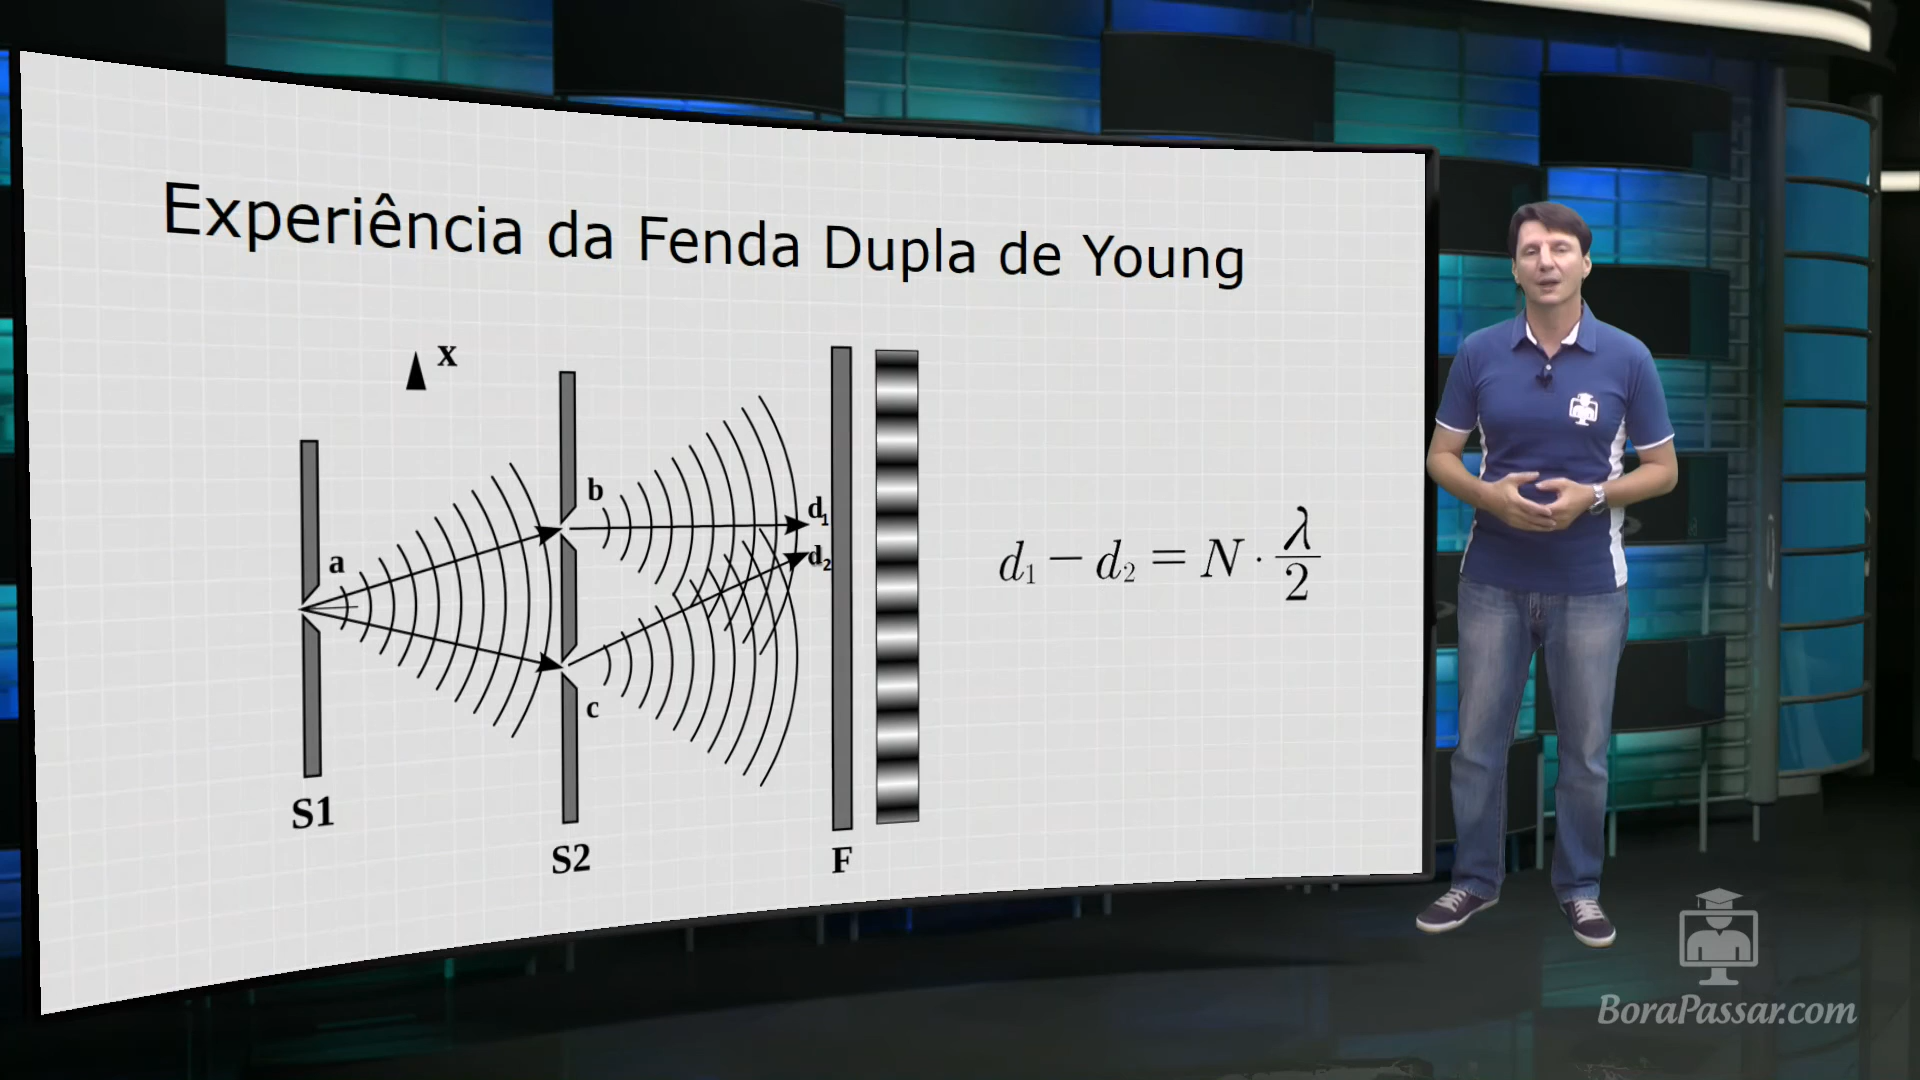 Experiência da Fenda Dupla de Young
x
a
b
c
d₁
d₂
S1
S2
F
d₁ − d₂ = N · λ/2
BoraPassar.com